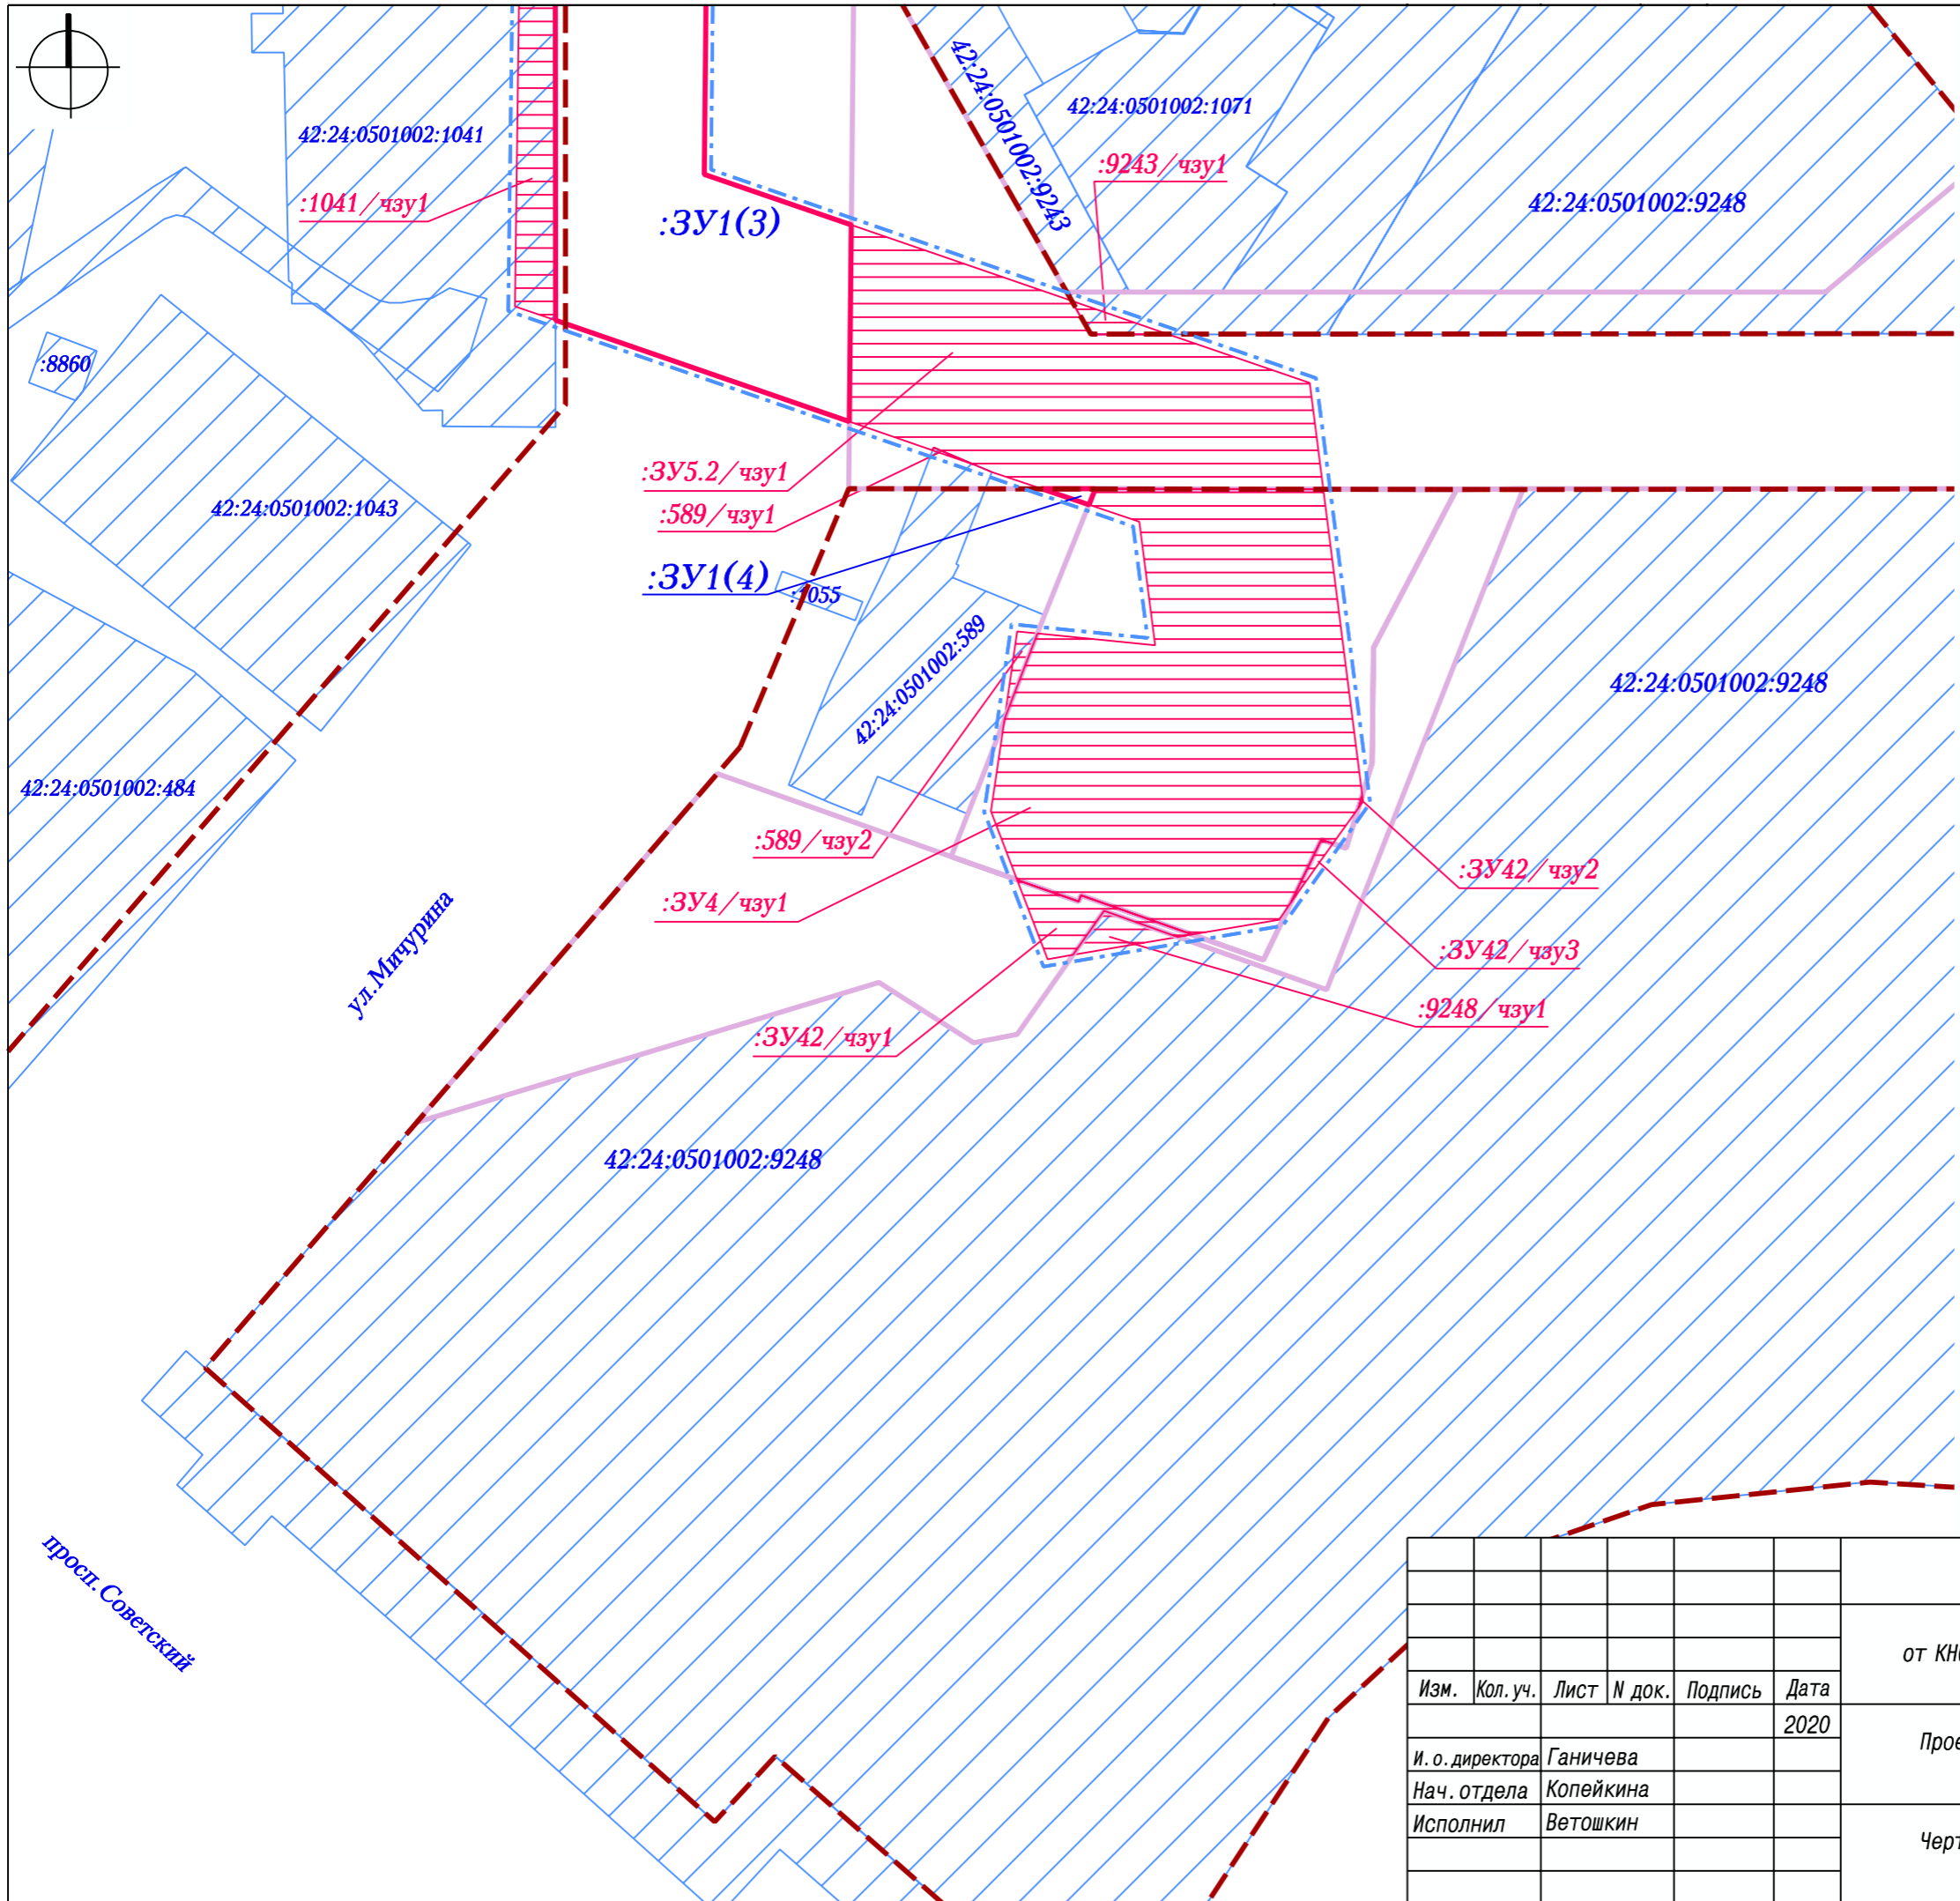 42:24:0501002:9243
42:24:0501002:1071
42:24:0501002:1041
:9243/чзу1
:1041/чзу1
:ЗУ1(3)
42:24:0501002:9248
:8860
:ЗУ5.2/чзу1
42:24:0501002:1043
:589/чзу1
:ЗУ1(4)
:1055
42:24:0501002:589
42:24:0501002:9248
42:24:0501002:484
:589/чзу2
:ЗУ42/чзу2
:ЗУ4/чзу1
ул.Мичурина
:ЗУ42/чзу3
:9248/чзу1
:ЗУ42/чзу1
42:24:0501002:9248
просп.Советский
от
Изм. Кол.уч. Лист N док. Подпись Дата
2020
И.о.директора Ганичева
Нач.отдела Копейкина
Исполнил Ветошкин